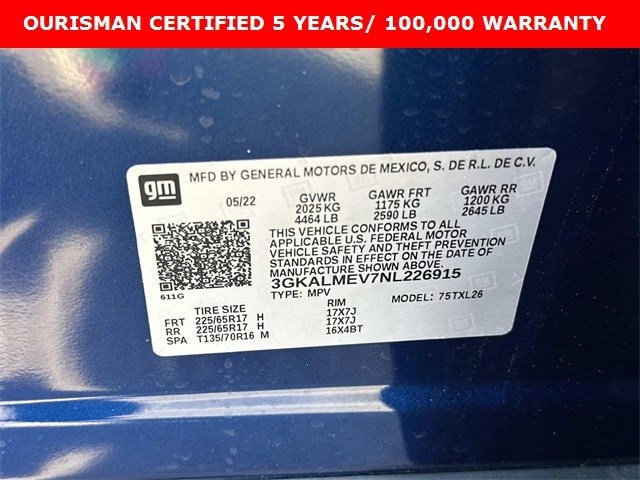 OURISMAN CERTIFIED 5 YEARS/ 100,000 WARRANTY
gm
MFD BY GENERAL MOTORS DE MEXICO, S. DE R.L. DE C.V.
05/22 GVWR GAWR FRT GAWR RR
2025 KG 1175 KG 1200 KG
4464 LB 2590 LB 2645 LB
THIS VEHICLE CONFORMS TO ALL
APPLICABLE U.S. FEDERAL MOTOR
VEHICLE SAFETY AND THEFT PREVENTION
STANDARDS IN EFFECT ON THE DATE OF
MANUFACTURE SHOWN ABOVE.
3GKALMEV7NL226915
611G TYPE: MPV MODEL: 75TXL26
TIRE SIZE RIM
FRT 225/65R17 H 17X7J
RR 225/65R17 H 17X7J
SPA T135/70R16 M 16X4BT